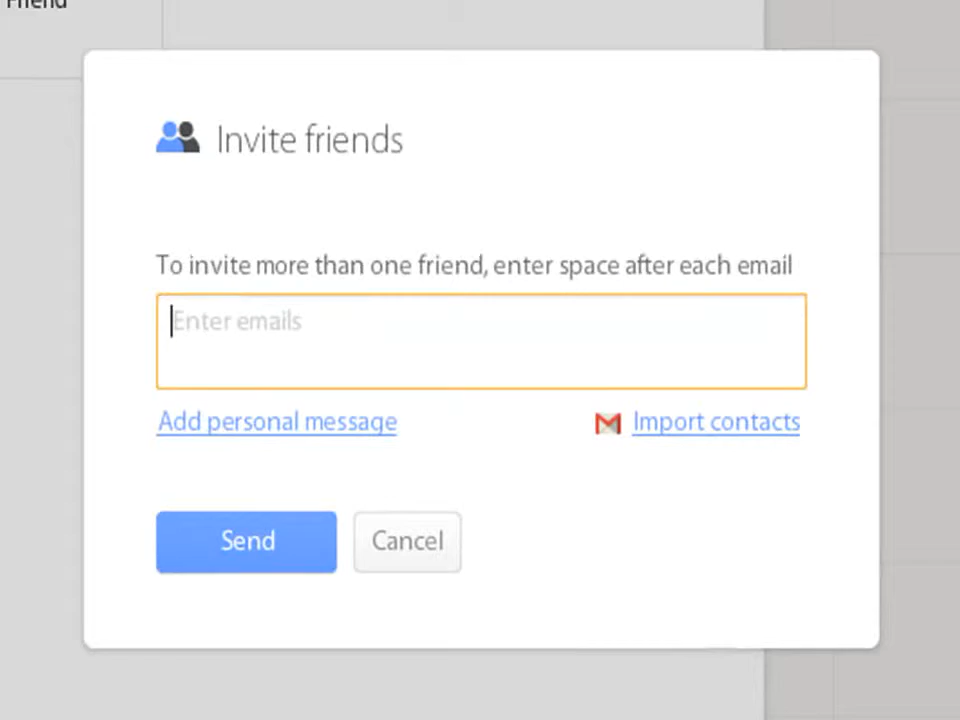 Friend
Invite friends
To invite more than one friend, enter space after each email
Enter emails
Add personal message
Import contacts
Send
Cancel